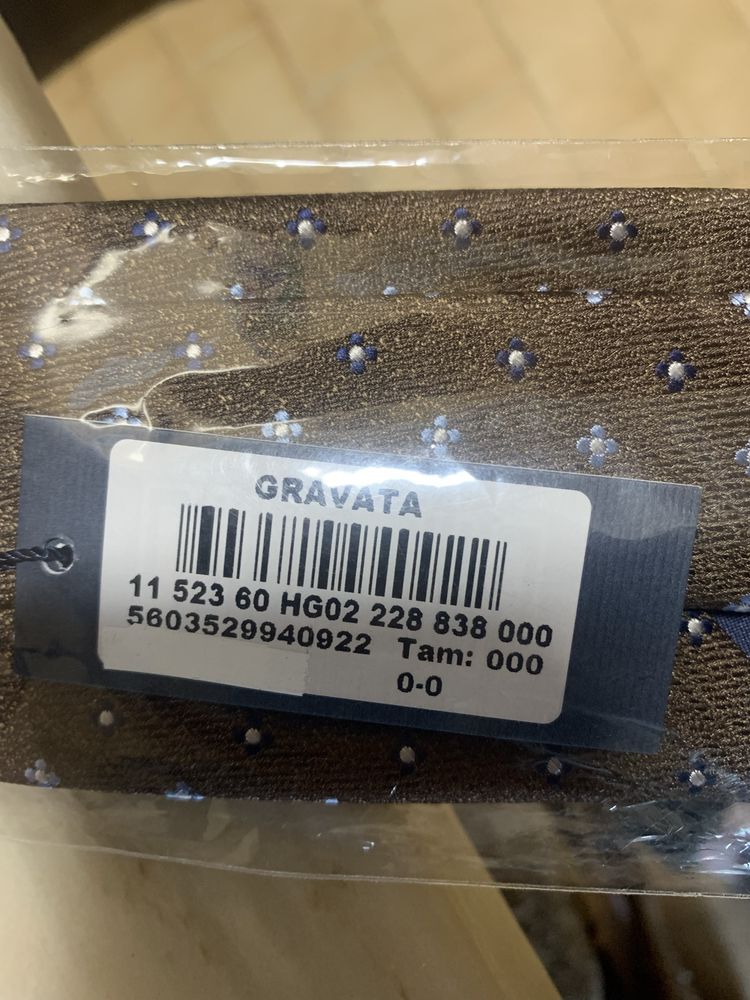 GRAVATA
11 523 60 HG02 228 838 000
5603529940922 Tam: 000
0-0